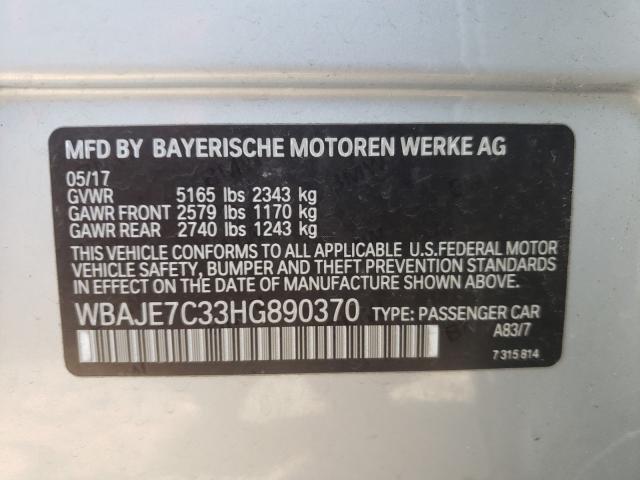 MFD BY BAYERISCHE MOTOREN WERKE AG
05/17
GVWR 5165 lbs 2343 kg
GAWR FRONT 2579 lbs 1170 kg
GAWR REAR 2740 lbs 1243 kg
THIS VEHICLE CONFORMS TO ALL APPLICABLE U.S.FEDERAL MOTOR
VEHICLE SAFETY, BUMPER AND THEFT PREVENTION STANDARDS
IN EFFECT ON THE DATE OF MANUFACTURE SHOWN ABOVE.
WBAJE7C33HG890370 TYPE: PASSENGER CAR
A83/7
7 315 814